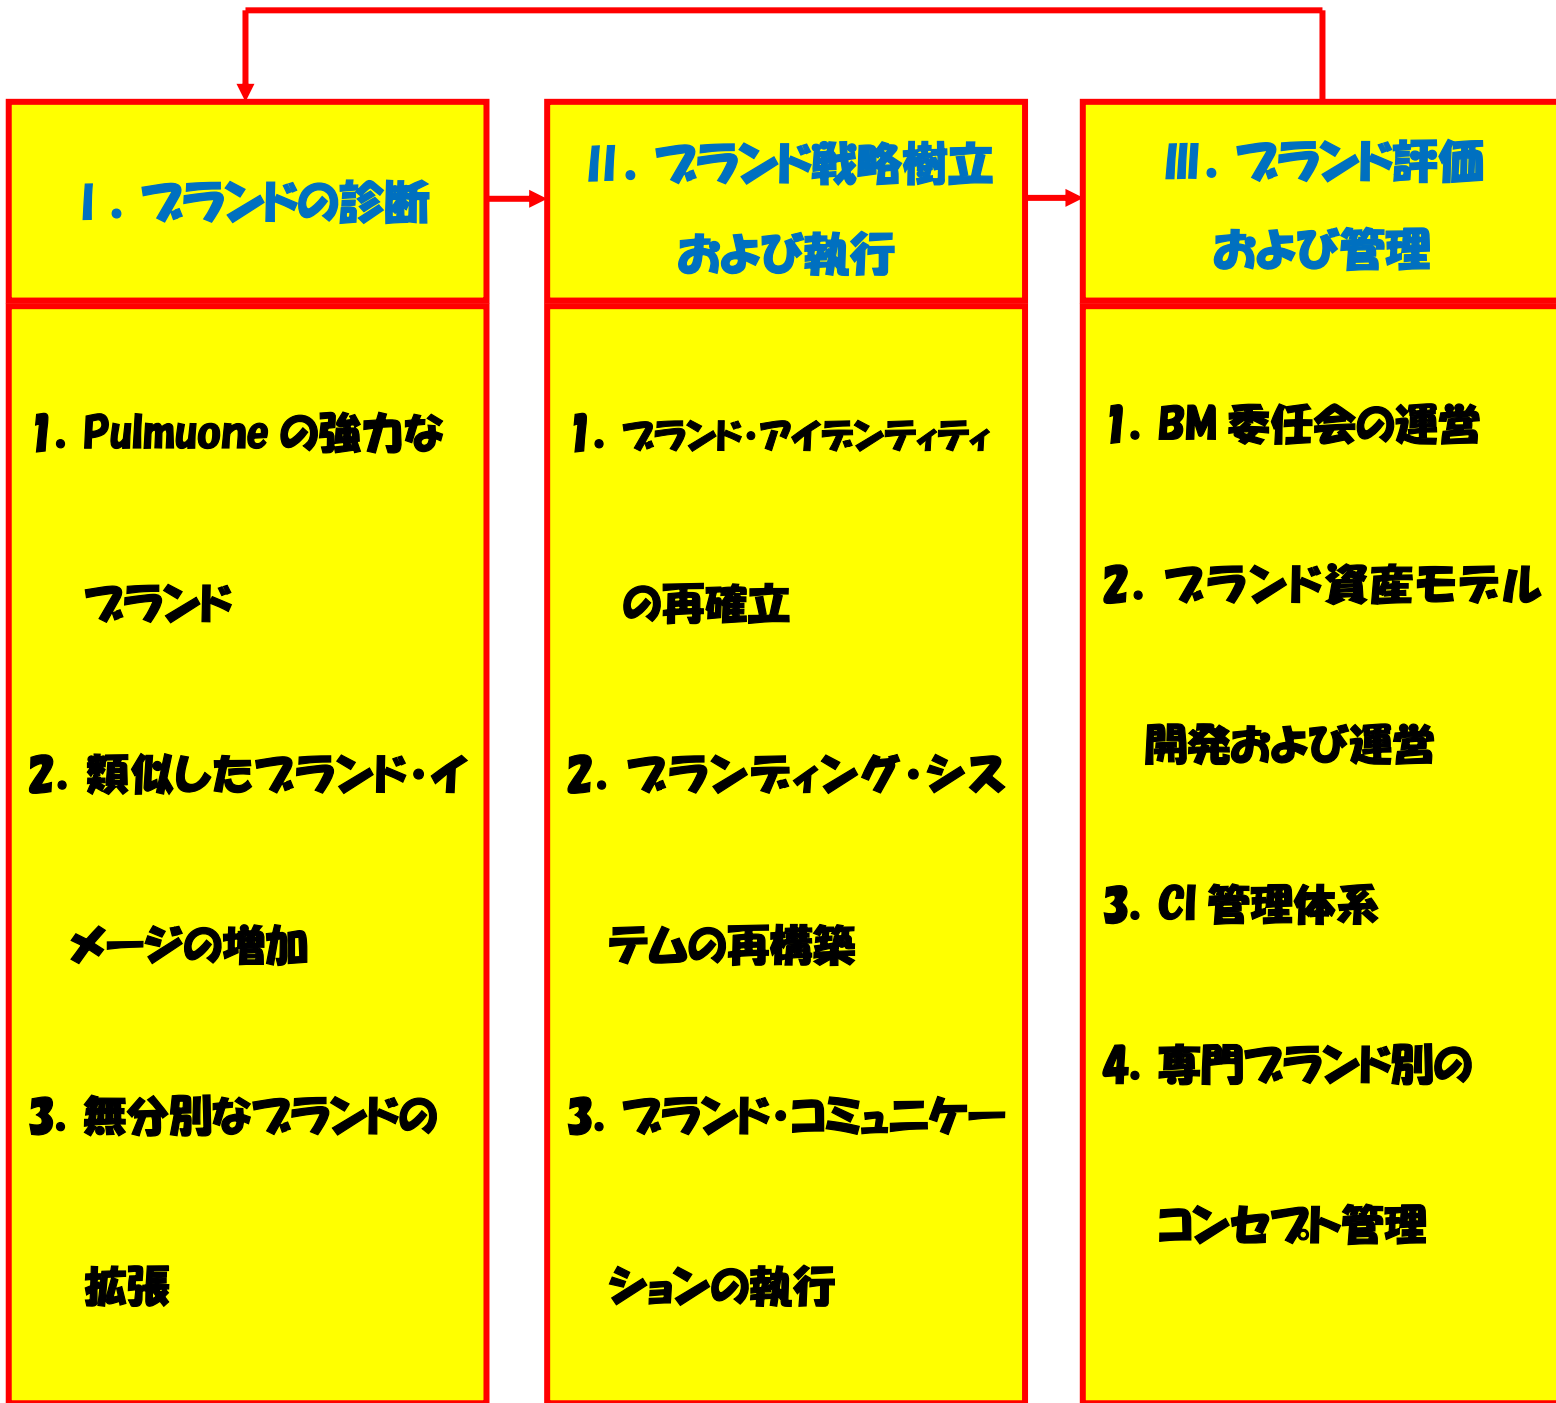 I. ブランドの診断
1. Pulmuone の強力な
ブランド
2. 類似したブランド・イ
メージの増加
3. 無分別なブランドの
拡張
II. ブランド戦略樹立
および執行
1. ブランド・アイデンティティ
の再確立
2. ブランディング・シス
テムの再構築
3. ブランド・コミュニケー
ションの執行
III. ブランド評価
および管理
1. BM 委任会の運営
2. ブランド資産モデル
開発および運営
3. CI 管理体系
4. 専門ブランド別の
コンセプト管理